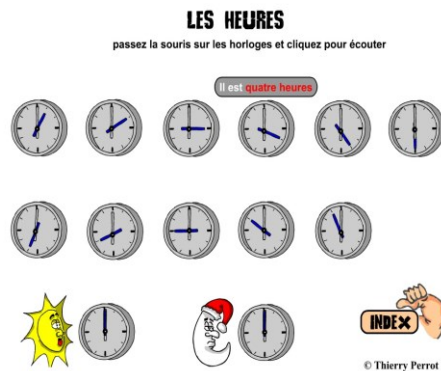 LES HEURES
passez la souris sur les horloges et cliquez pour écouter
Il est quatre heures
INDEX
© Thierry Perrot